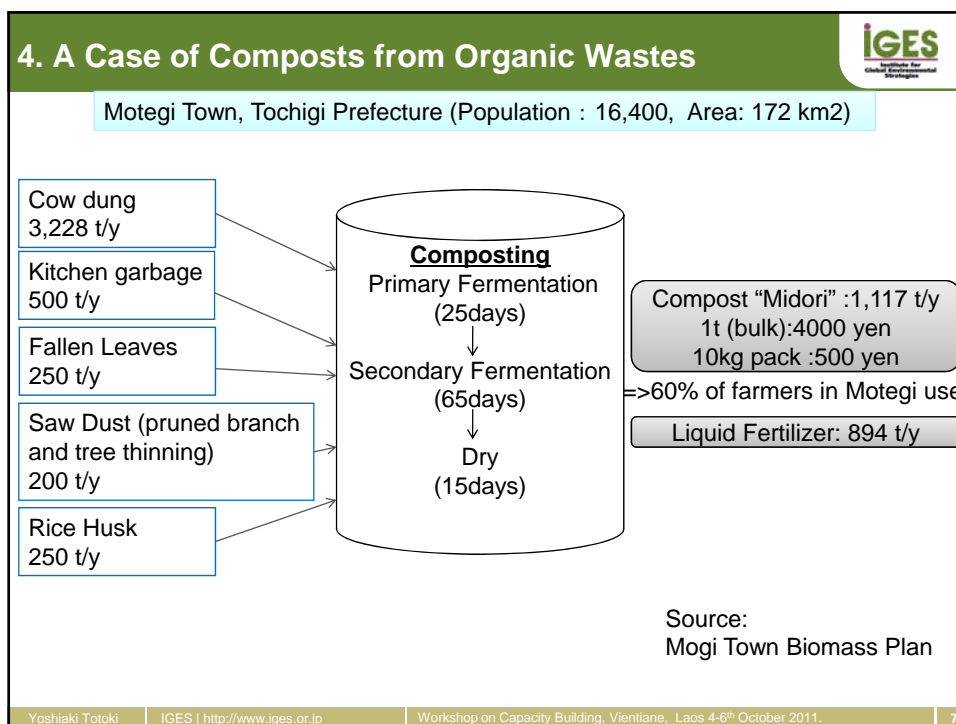 4. A Case of Composts from Organic Wastes
iGES
Institute for
Global Environmental
Strategies
Motegi Town, Tochigi Prefecture (Population : 16,400, Area: 172 km2)
Cow dung
3,228 t/y
Kitchen garbage
500 t/y
Fallen Leaves
250 t/y
Saw Dust (pruned branch
and tree thinning)
200 t/y
Rice Husk
250 t/y
Composting
Primary Fermentation
(25days)
Secondary Fermentation
(65days)
Dry
(15days)
Compost “Midori” :1,117 t/y
1t (bulk):4000 yen
10kg pack :500 yen
=>60% of farmers in Motegi use
Liquid Fertilizer: 894 t/y
Source:
Mogi Town Biomass Plan
Yoshiaki Totoki IGES | http://www.iges.or.jp Workshop on Capacity Building, Vientiane, Laos 4-6th October 2011. 7